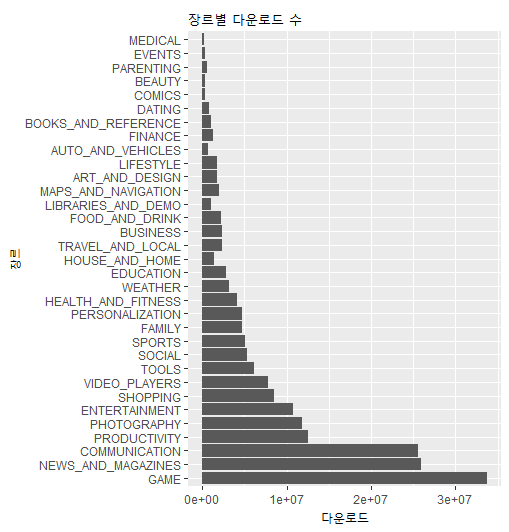 장르별 다운로드 수
MEDICAL
EVENTS
PARENTING
BEAUTY
COMICS
DATING
BOOKS_AND_REFERENCE
FINANCE
AUTO_AND_VEHICLES
LIFESTYLE
ART_AND_DESIGN
MAPS_AND_NAVIGATION
LIBRARIES_AND_DEMO
FOOD_AND_DRINK
BUSINESS
TRAVEL_AND_LOCAL
HOUSE_AND_HOME
EDUCATION
WEATHER
HEALTH_AND_FITNESS
PERSONALIZATION
FAMILY
SPORTS
SOCIAL
TOOLS
VIDEO_PLAYERS
SHOPPING
ENTERTAINMENT
PHOTOGRAPHY
PRODUCTIVITY
COMMUNICATION
NEWS_AND_MAGAZINES
GAME
장르
0e+00 1e+07 2e+07 3e+07
다운로드